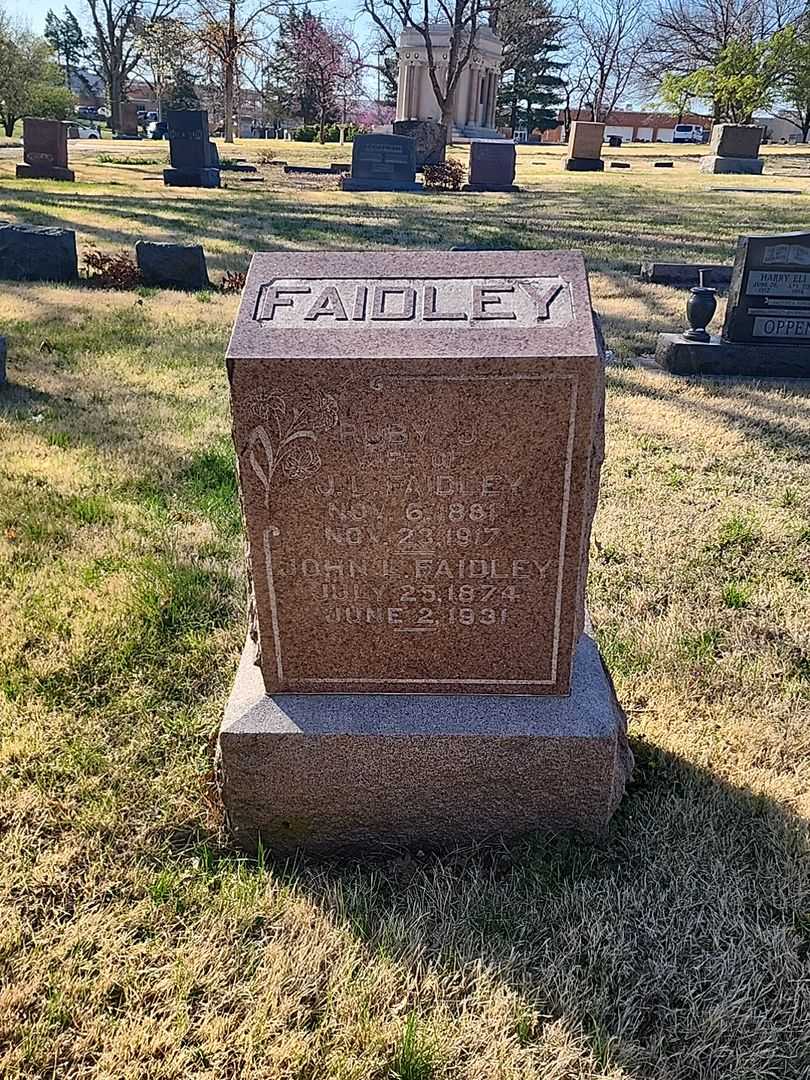 FAIDLEY
RUBY J.
WIFE OF
J. L. FAIDLEY
NOV. 6, 1881
NOV. 23, 1917
JOHN L. FAIDLEY
JULY 25, 1874
JUNE 2, 1931